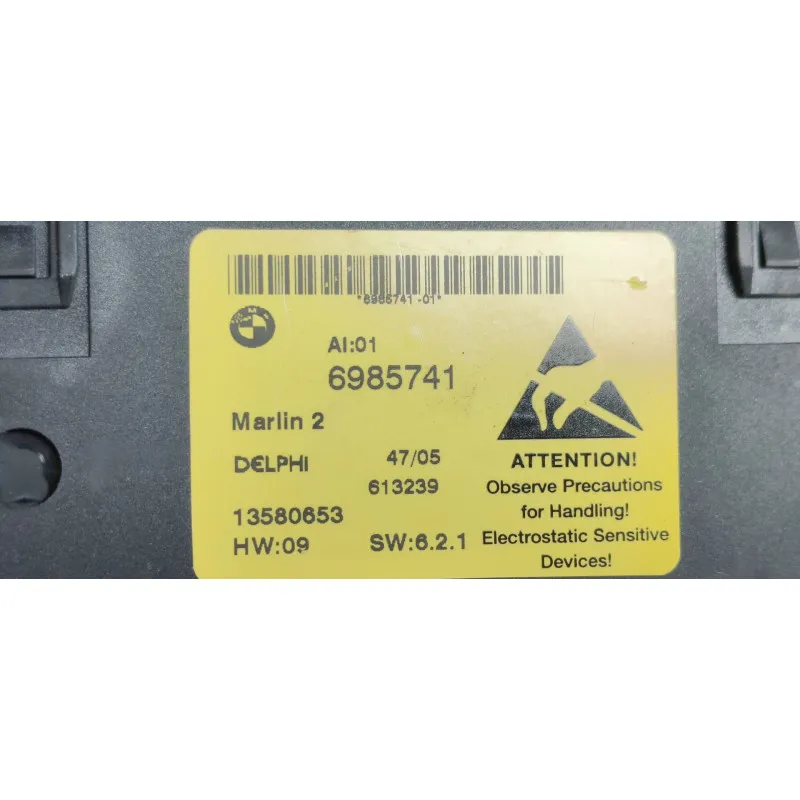 *6985741-01*
AI:01
6985741
Marlin 2
DELPHI
47/05
613239
13580653
HW:09
SW:6.2.1
ATTENTION!
Observe Precautions
for Handling!
Electrostatic Sensitive
Devices!